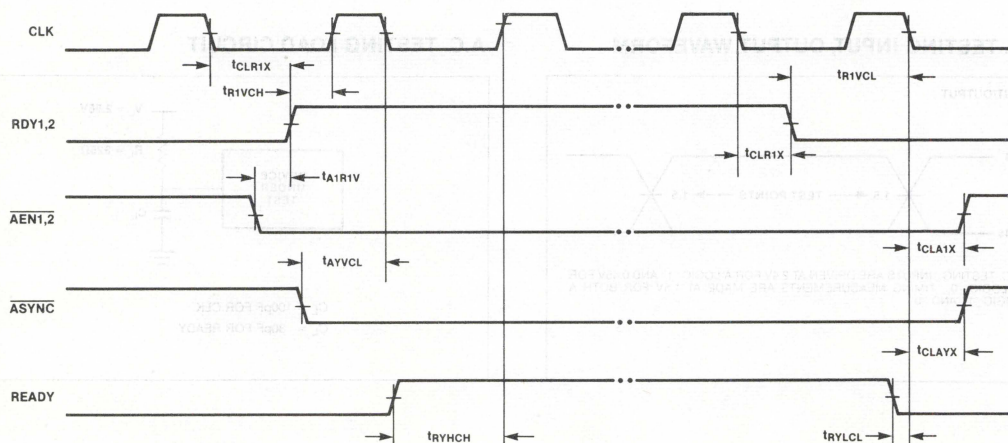 CLK
tCLR1X
tR1VCL
tR1VCH
RDY1,2
tCLR1X
tA1R1V
AEN1,2
tCLA1X
tAYVCL
ASYNC
tCLAYX
READY
tRYHCH
tRYLCL